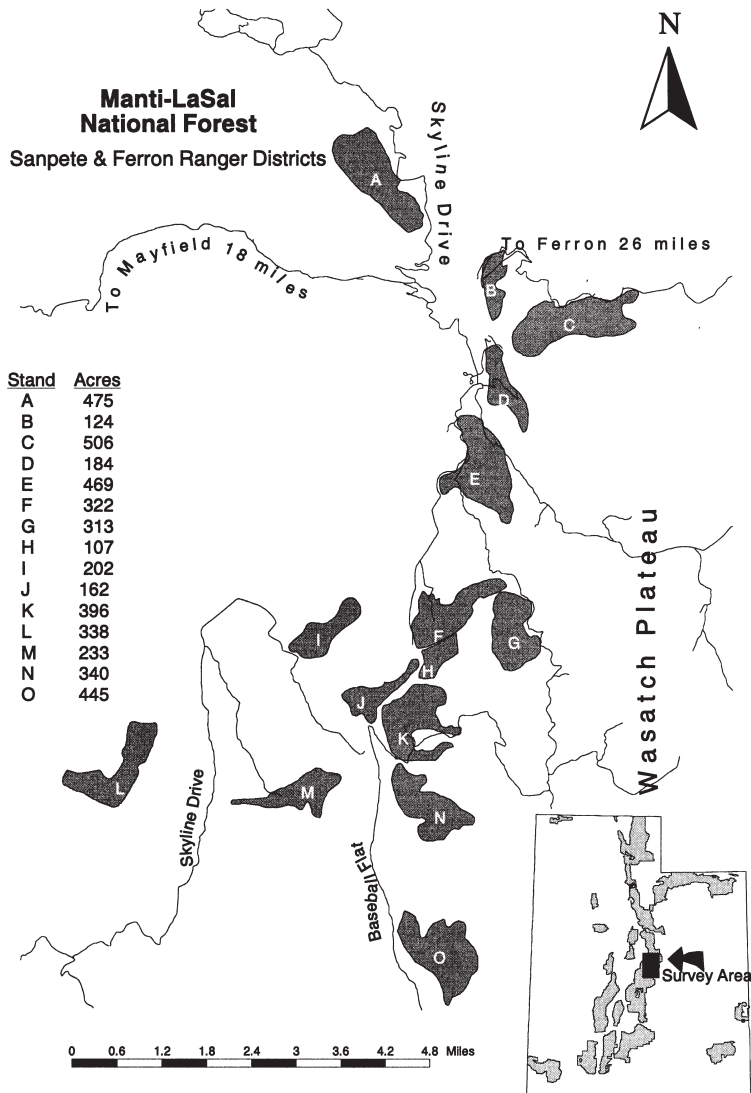 N
Manti-LaSal
National Forest
Sanpete & Ferron Ranger Districts
Skyline Drive
To Mayfield 18 miles
To Ferron 26 miles
A
B
C
D
E
F
G
H
I
J
K
L
M
N
O
Stand Acres
A 475
B 124
C 506
D 184
E 469
F 322
G 313
H 107
I 202
J 162
K 396
L 338
M 233
N 340
O 445
Wasatch Plateau
Skyline Drive
Baseball Flat
Survey Area
0 0.6 1.2 1.8 2.4 3 3.6 4.2 4.8 Miles